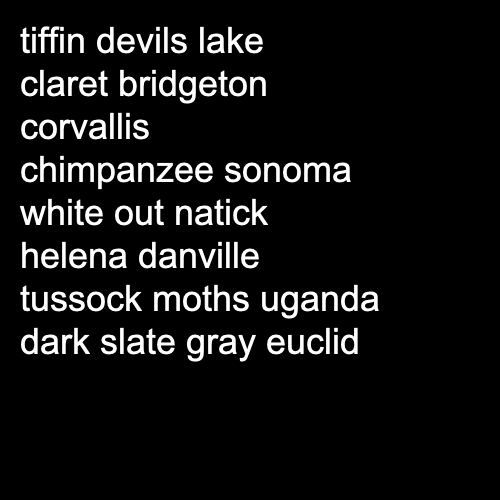 tiffin devils lake
claret bridgeton
corvallis
chimpanzee sonoma
white out natick
helena danville
tussock moths uganda
dark slate gray euclid